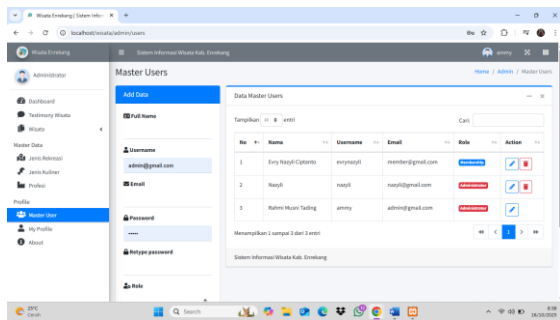 Wisata Enrekang | Sistem Infor
localhost/wisata/admin/users
Wisata Enrekang
Sistem Informasi Wisata Kab. Enrekang
ammy
Administrator
Dashboard
Testimony Wisata
Wisata
Master Data
Jenis Rekreasi
Jenis Kuliner
Profesi
Profile
Master User
My Profile
About
Master Users
Home / Admin / Master Users
Add Data
Full Name
Username
admin@gmail.com
Email
Password
Retype password
Role
Data Master Users
Tampilkan entri
Cari:
No Nama Username Email Role Action
1 Evry Nazyli Ciptanto evrynazyli member@gmail.com Membership
2 Nazyli nazyli nazyli@gmail.com Administrator
3 Rahmi Musni Tading ammy admin@gmail.com Administrator
Menampilkan 1 sampai 3 dari 3 entri
1
Sistem Informasi Wisata Kab. Enrekang
25°C
Cerah
Search
16/10/2025